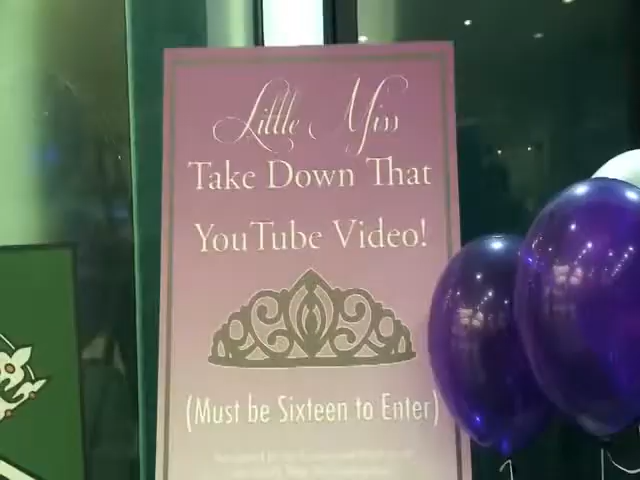 Little Miss
Take Down That
YouTube Video!
(Must be Sixteen to Enter)